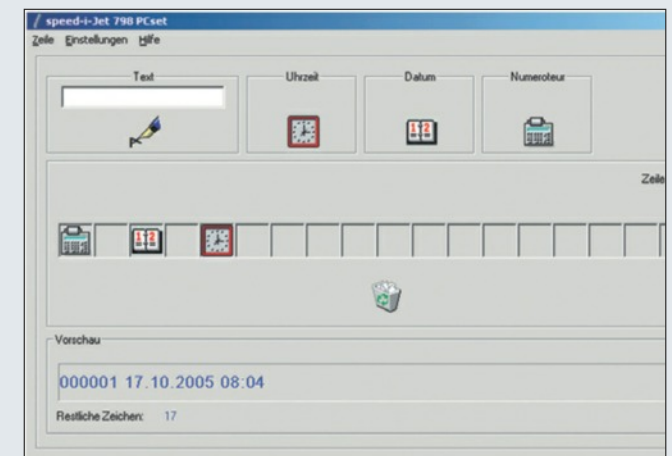 speed-i-Jet 798 PCset
Zeile Einstellungen Hilfe
Text Uhrzeit Datum Numeroteur
Zeile
Vorschau
000001 17.10.2005 08:04
Restliche Zeichen: 17